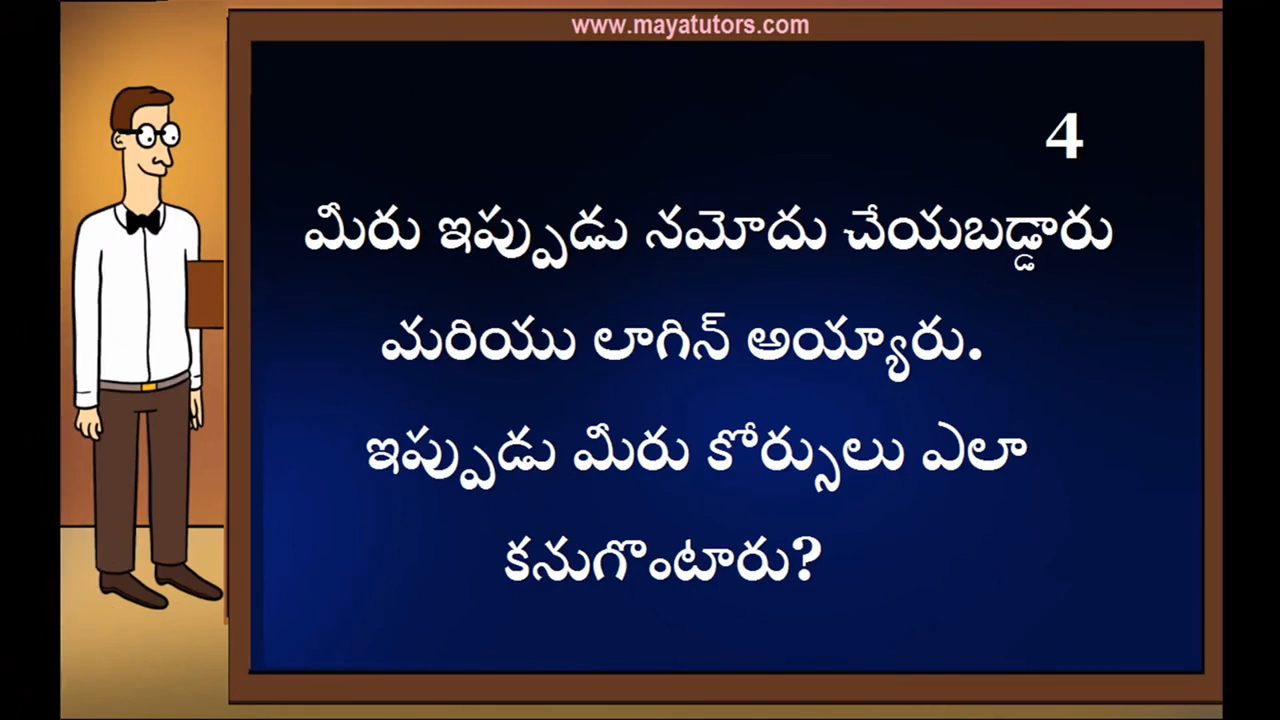 www.mayatutors.com
4
మీరు ఇప్పుడు నమోదు చేయబడ్డారు
మరియు లాగిన్ అయ్యారు.
ఇప్పుడు మీరు కోర్సులు ఎలా
కనుగొంటారు?